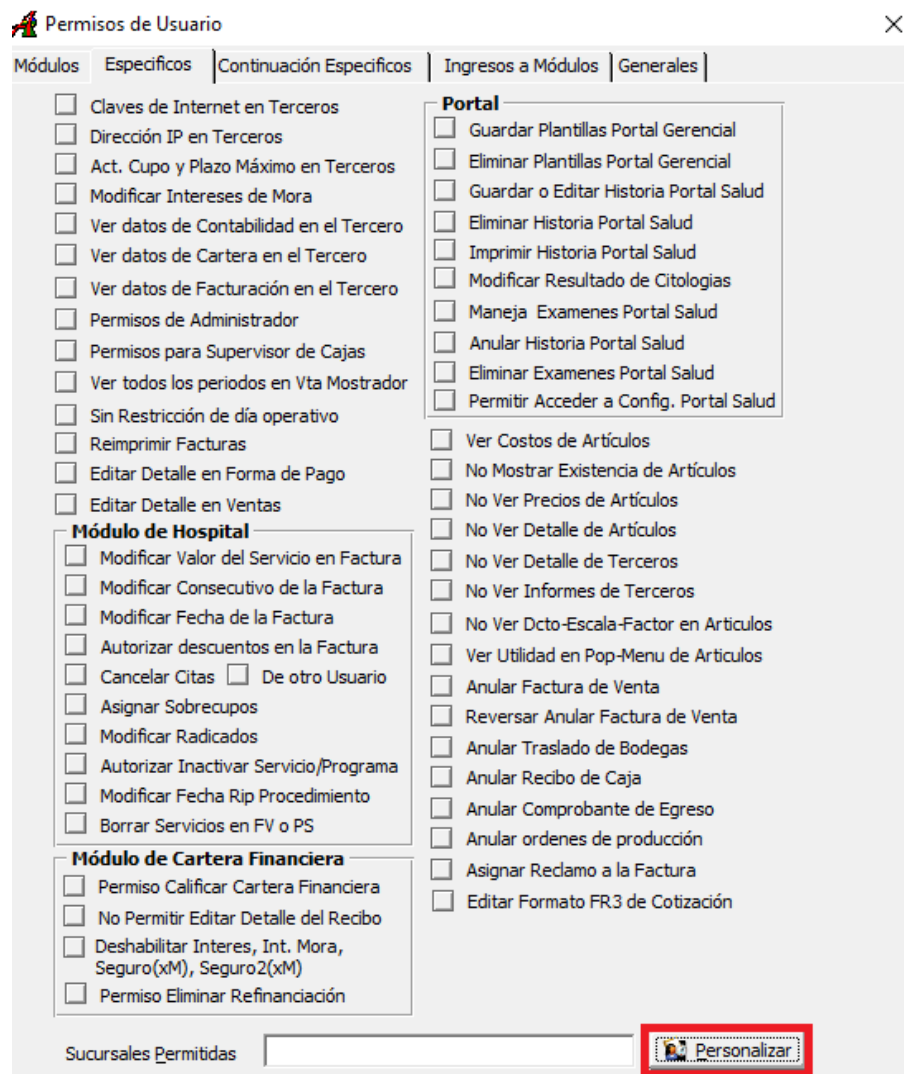 Permisos de Usuario
Módulos
Especificos
Continuación Especificos
Ingresos a Módulos
Generales
Claves de Internet en Terceros
Dirección IP en Terceros
Act. Cupo y Plazo Máximo en Terceros
Modificar Intereses de Mora
Ver datos de Contabilidad en el Tercero
Ver datos de Cartera en el Tercero
Ver datos de Facturación en el Tercero
Permisos de Administrador
Permisos para Supervisor de Cajas
Ver todos los periodos en Vta Mostrador
Sin Restricción de día operativo
Reimprimir Facturas
Editar Detalle en Forma de Pago
Editar Detalle en Ventas
Módulo de Hospital
Modificar Valor del Servicio en Factura
Modificar Consecutivo de la Factura
Modificar Fecha de la Factura
Autorizar descuentos en la Factura
Cancelar Citas De otro Usuario
Asignar Sobrecupos
Modificar Radicados
Autorizar Inactivar Servicio/Programa
Modificar Fecha Rip Procedimiento
Borrar Servicios en FV o PS
Módulo de Cartera Financiera
Permiso Calificar Cartera Financiera
No Permitir Editar Detalle del Recibo
Deshabilitar Interes, Int. Mora,
Seguro(xM), Seguro2(xM)
Permiso Eliminar Refinanciación
Portal
Guardar Plantillas Portal Gerencial
Eliminar Plantillas Portal Gerencial
Guardar o Editar Historia Portal Salud
Eliminar Historia Portal Salud
Imprimir Historia Portal Salud
Modificar Resultado de Citologias
Maneja Examenes Portal Salud
Anular Historia Portal Salud
Eliminar Examenes Portal Salud
Permitir Acceder a Config. Portal Salud
Ver Costos de Artículos
No Mostrar Existencia de Artículos
No Ver Precios de Artículos
No Ver Detalle de Artículos
No Ver Detalle de Terceros
No Ver Informes de Terceros
No Ver Dcto-Escala-Factor en Articulos
Ver Utilidad en Pop-Menu de Articulos
Anular Factura de Venta
Reversar Anular Factura de Venta
Anular Traslado de Bodegas
Anular Recibo de Caja
Anular Comprobante de Egreso
Anular ordenes de producción
Asignar Reclamo a la Factura
Editar Formato FR3 de Cotización
Sucursales Permitidas
Personalizar